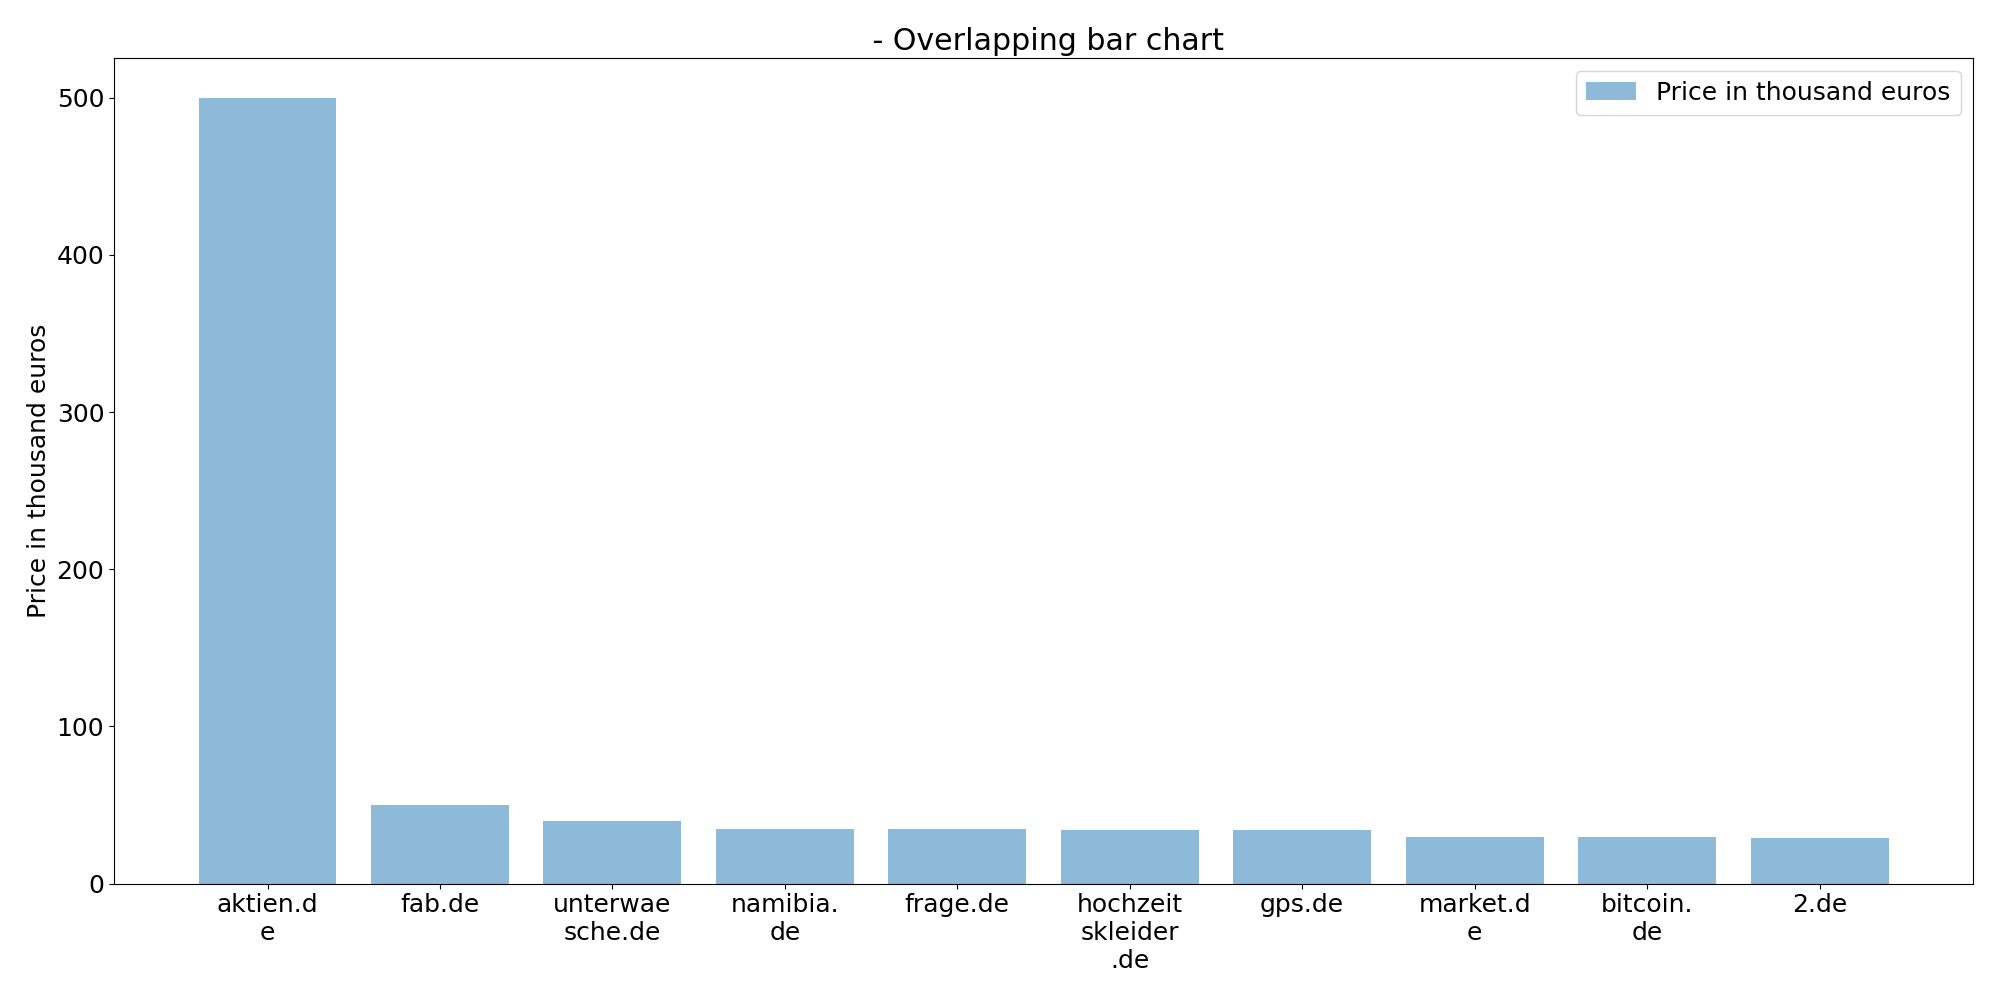 - Overlapping bar chart
Price in thousand euros
500
400
300
200
100
0
Price in thousand euros
aktien.d
e
fab.de
unterwae
sche.de
namibia.
de
frage.de
hochzeit
skleider
.de
gps.de
market.d
e
bitcoin.
de
2.de